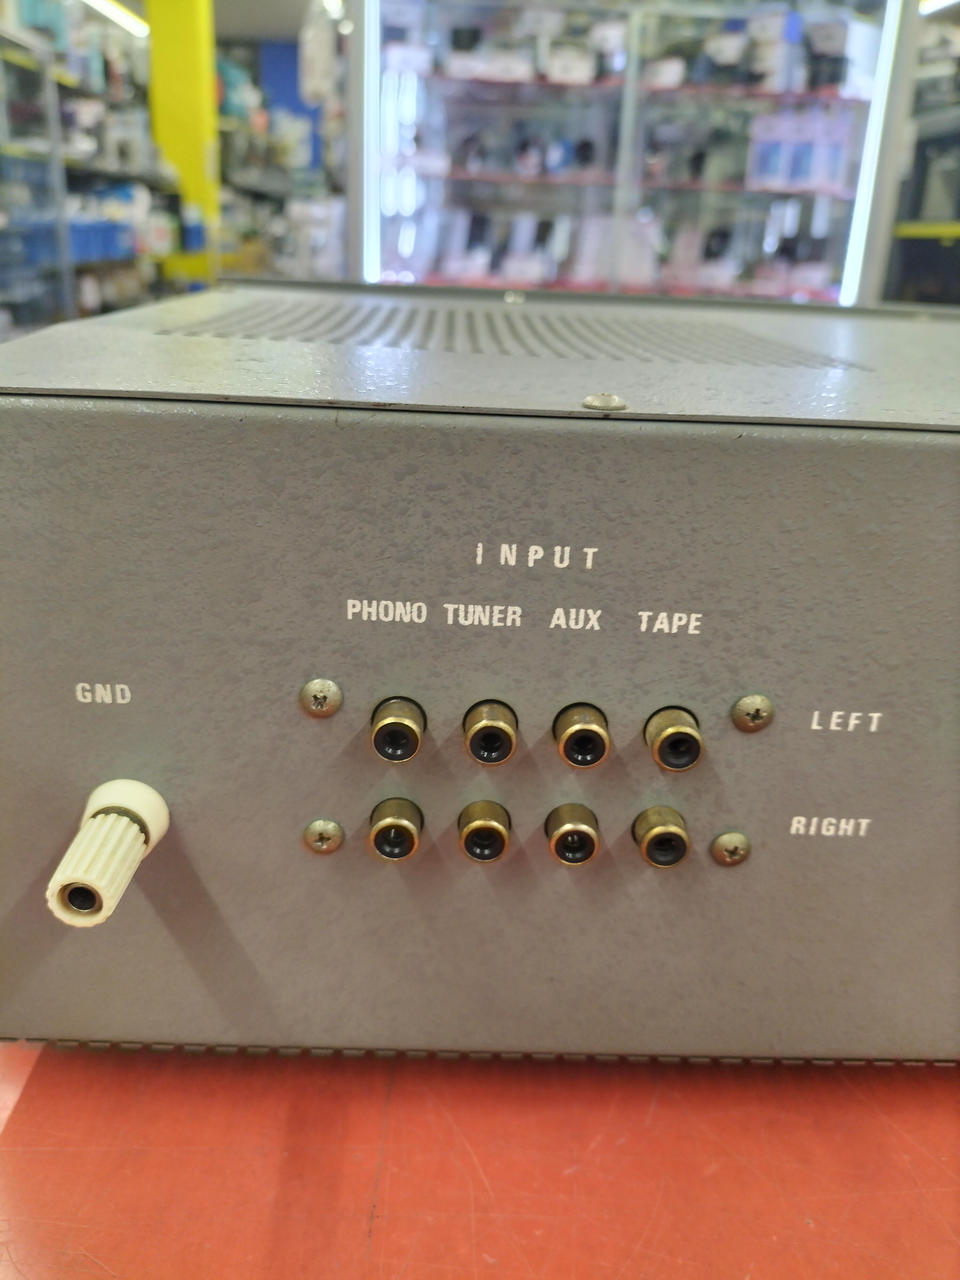 INPUT
PHONO TUNER AUX TAPE
GND
LEFT
RIGHT